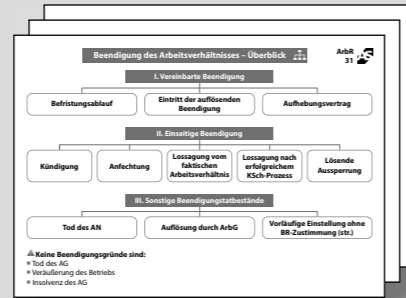 Beendigung des Arbeitsverhältnisses – Überblick
ArbR
31
AS
I. Vereinbarte Beendigung
Befristungsablauf
Eintritt der auflösenden
Beendigung
Aufhebungsvertrag
II. Einseitige Beendigung
Kündigung
Anfechtung
Lossagung vom
faktischen
Arbeitsverhältnis
Lossagung nach
erfolgreichem
KSch-Prozess
Lösende
Aussperrung
III. Sonstige Beendigungstatbestände
Tod des AN
Auflösung durch ArbG
Vorläufige Einstellung ohne
BR-Zustimmung (str.)
Keine Beendigungsgründe sind:
Tod des AG
Veräußerung des Betriebs
Insolvenz des AG